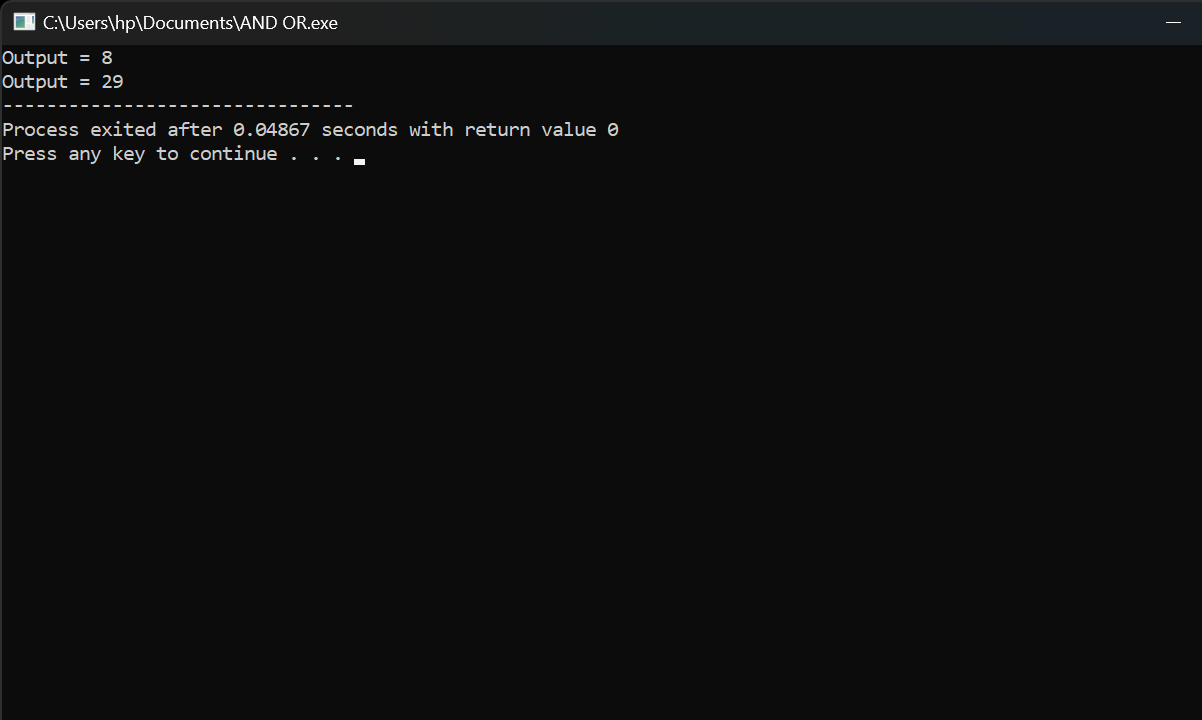 C:\Users\hp\Documents\AND OR.exe
Output = 8
Output = 29
--------------------------------
Process exited after 0.04867 seconds with return value 0
Press any key to continue . . .